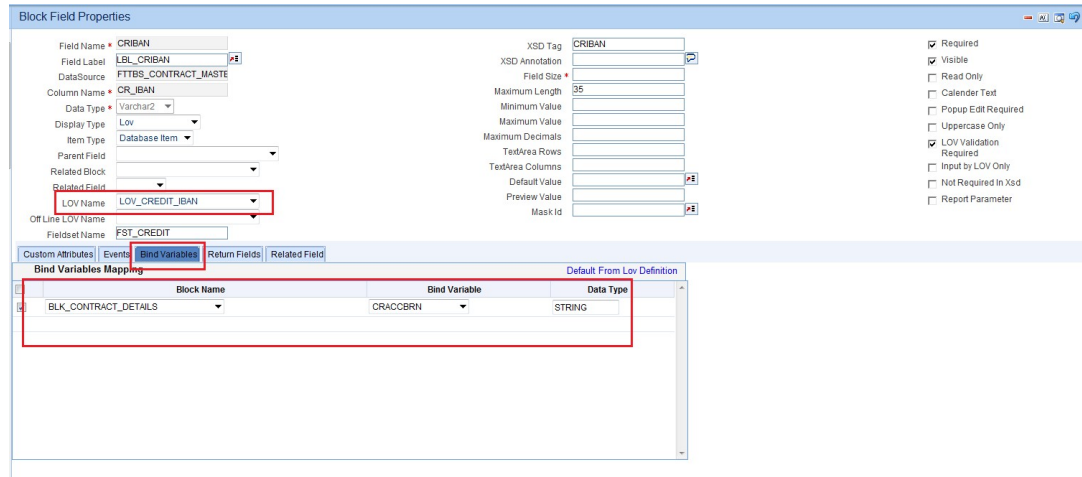 Block Field Properties
Field Name * CRIBAN
Field Label LBL_CRIBAN
DataSource FTTBS_CONTRACT_MASTE
Column Name * CR_IBAN
Data Type * Varchar2
Display Type Lov
Item Type Database Item
Parent Field
Related Block
Related Field
LOV Name LOV_CREDIT_IBAN
Off Line LOV Name
Fieldset Name FST_CREDIT
XSD Tag CRIBAN
XSD Annotation
Field Size *
Maximum Length 35
Minimum Value
Maximum Value
Maximum Decimals
TextArea Rows
TextArea Columns
Default Value
Preview Value
Mask Id
Required
Visible
Read Only
Calender Text
Popup Edit Required
Uppercase Only
LOV Validation
Required
Input by LOV Only
Not Required In Xsd
Report Parameter
Custom Attributes Events Bind Variables Return Fields Related Field
Bind Variables Mapping Default From Lov Definition
Block Name Bind Variable Data Type
BLK_CONTRACT_DETAILS CRACCBRN STRING